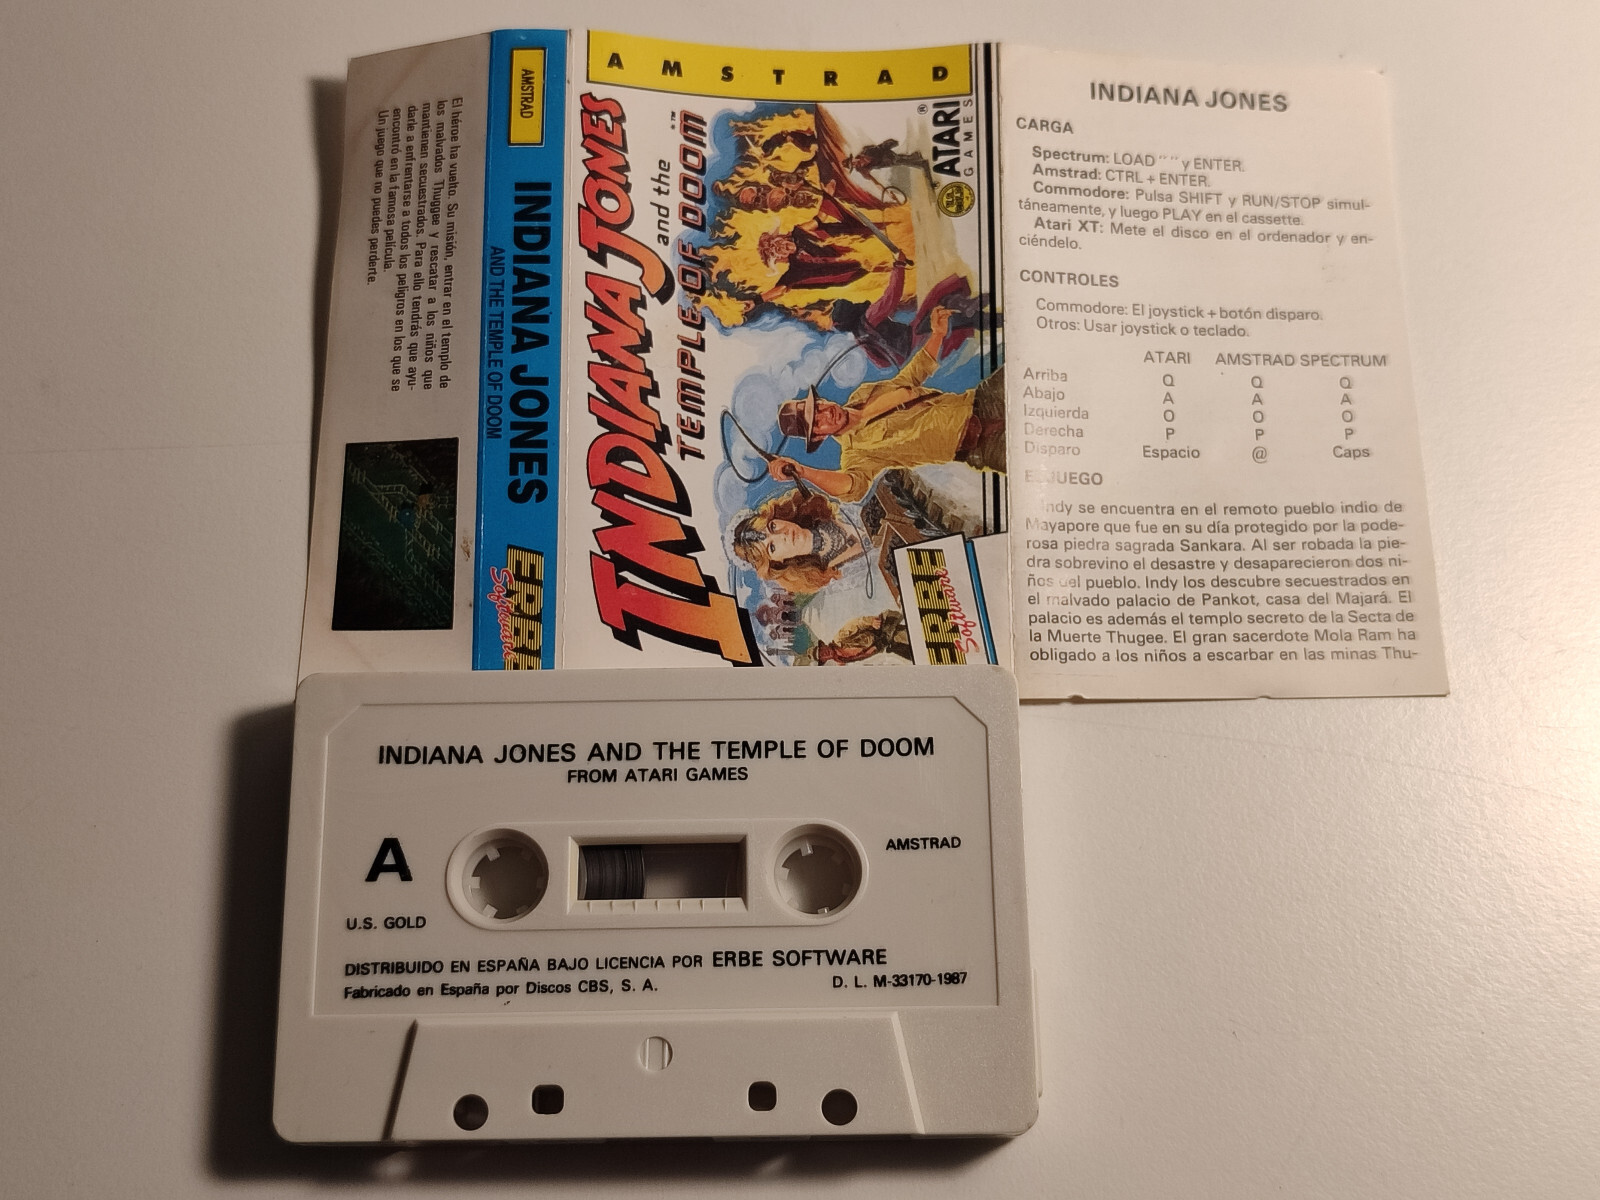 El héroe ha vuelto. Su misión, entrar en el templo de
los malvados Thuggee y rescatar a los niños que
mantienen secuestrados. Para ello tendrás que ayu-
darle a enfrentarse a todos los peligros en los que se
encontró en la famosa película.
Un juego que no puedes perderte.
AMSTRAD
INDIANA JONES
AND THE TEMPLE OF DOOM
ERBE
Software
AMSTRAD
INDIANA JONES
and the
TEMPLE OF DOOM
™
ATARI®
GAMES
ERBE
Software
INDIANA JONES
CARGA
Spectrum: LOAD "" y ENTER.
Amstrad: CTRL + ENTER.
Commodore: Pulsa SHIFT y RUN/STOP simul-
táneamente, y luego PLAY en el cassette.
Atari XT: Mete el disco en el ordenador y en-
ciéndelo.
CONTROLES
Commodore: El joystick + botón disparo.
Otros: Usar joystick o teclado.
ATARI AMSTRAD SPECTRUM
Arriba Q Q Q
Abajo A A A
Izquierda O O O
Derecha P P P
Disparo Espacio @ Caps
EL JUEGO
Indy se encuentra en el remoto pueblo indio de
Mayapore que fue en su día protegido por la pode-
rosa piedra sagrada Sankara. Al ser robada la pie-
dra sobrevino el desastre y desaparecieron dos ni-
ños del pueblo. Indy los descubre secuestrados en
el malvado palacio de Pankot, casa del Majará. El
palacio es además el templo secreto de la Secta de
la Muerte Thugee. El gran sacerdote Mola Ram ha
obligado a los niños a escarbar en las minas Thu-
INDIANA JONES AND THE TEMPLE OF DOOM
FROM ATARI GAMES
A
AMSTRAD
U.S. GOLD
DISTRIBUIDO EN ESPAÑA BAJO LICENCIA POR ERBE SOFTWARE
Fabricado en España por Discos CBS, S. A. D. L. M-33170-1987